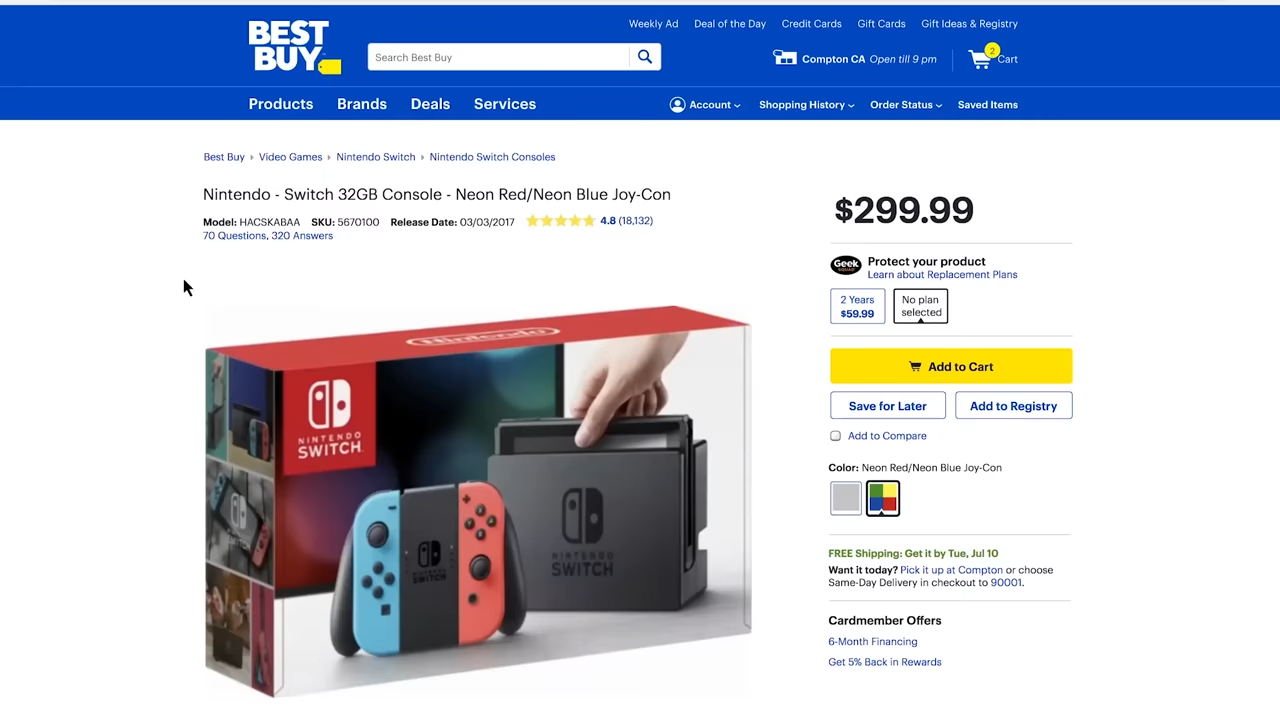 Weekly Ad Deal of the Day Credit Cards Gift Cards Gift Ideas & Registry
BEST
BUY
Search Best Buy
Compton CA Open till 9 pm
2
Cart
Products Brands Deals Services
Account Shopping History Order Status Saved Items
Best Buy Video Games Nintendo Switch Nintendo Switch Consoles
Nintendo - Switch 32GB Console - Neon Red/Neon Blue Joy-Con
Model: HACSKABAA SKU: 5670100 Release Date: 03/03/2017 4.8 (18,132)
70 Questions, 320 Answers
Nintendo
NINTENDO
SWITCH
NINTENDO
SWITCH
NINTENDO
SWITCH
$299.99
Geek
SQUAD
Protect your product
Learn about Replacement Plans
2 Years
$59.99
No plan
selected
Add to Cart
Save for Later
Add to Registry
Add to Compare
Color: Neon Red/Neon Blue Joy-Con
FREE Shipping: Get it by Tue, Jul 10
Want it today? Pick it up at Compton or choose
Same-Day Delivery in checkout to 90001.
Cardmember Offers
6-Month Financing
Get 5% Back in Rewards